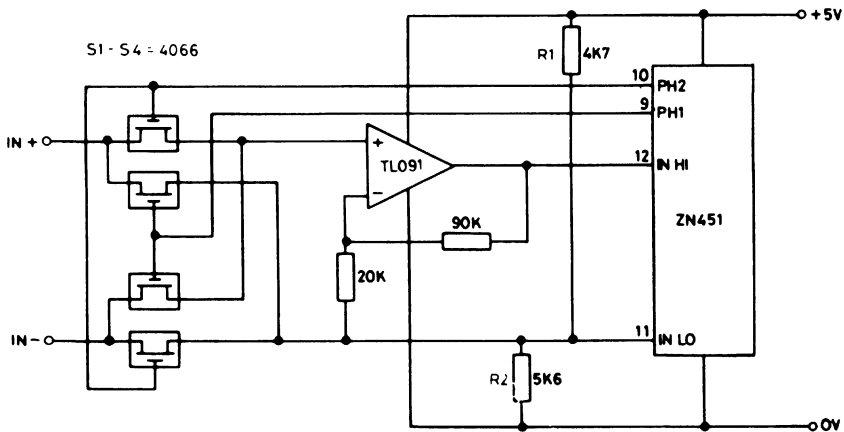 +5V
S1 - S4 = 4066
R1 4K7
10 PH2
9 PH1
IN +
+
TL091
−
12 IN HI
ZN451
90K
20K
IN −
11 IN LO
R2 5K6
0V